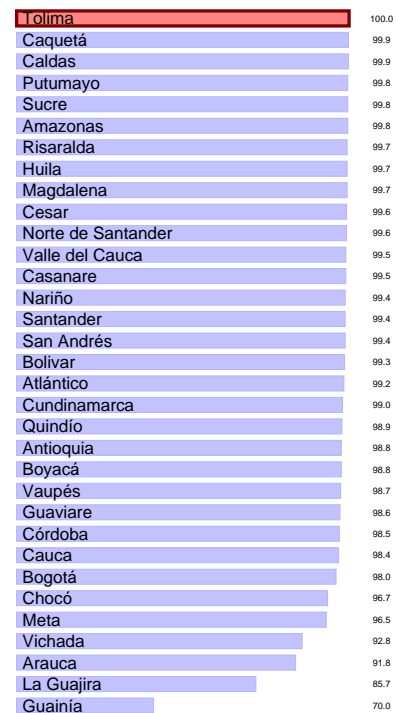 Tolima 100.0
Caquetá 99.9
Caldas 99.9
Putumayo 99.8
Sucre 99.8
Amazonas 99.8
Risaralda 99.7
Huila 99.7
Magdalena 99.7
Cesar 99.6
Norte de Santander 99.6
Valle del Cauca 99.5
Casanare 99.5
Nariño 99.4
Santander 99.4
San Andrés 99.4
Bolivar 99.3
Atlántico 99.2
Cundinamarca 99.0
Quindío 98.9
Antioquia 98.8
Boyacá 98.8
Vaupés 98.7
Guaviare 98.6
Córdoba 98.5
Cauca 98.4
Bogotá 98.0
Chocó 96.7
Meta 96.5
Vichada 92.8
Arauca 91.8
La Guajira 85.7
Guainía 70.0